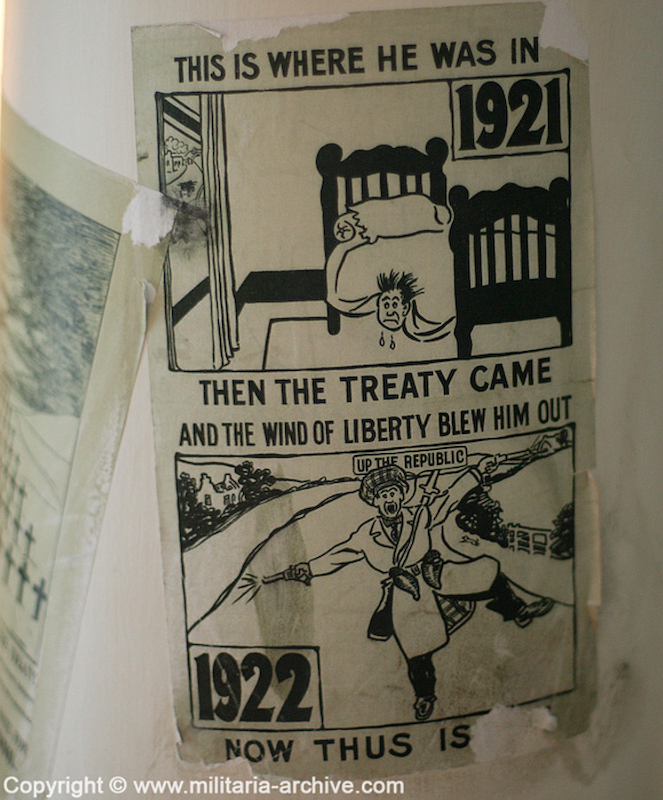 THIS IS WHERE HE WAS IN
1921
THEN THE TREATY CAME
AND THE WIND OF LIBERTY BLEW HIM OUT
UP THE REPUBLIC
1922
NOW THUS IS
Copyright © www.militaria-archive.com